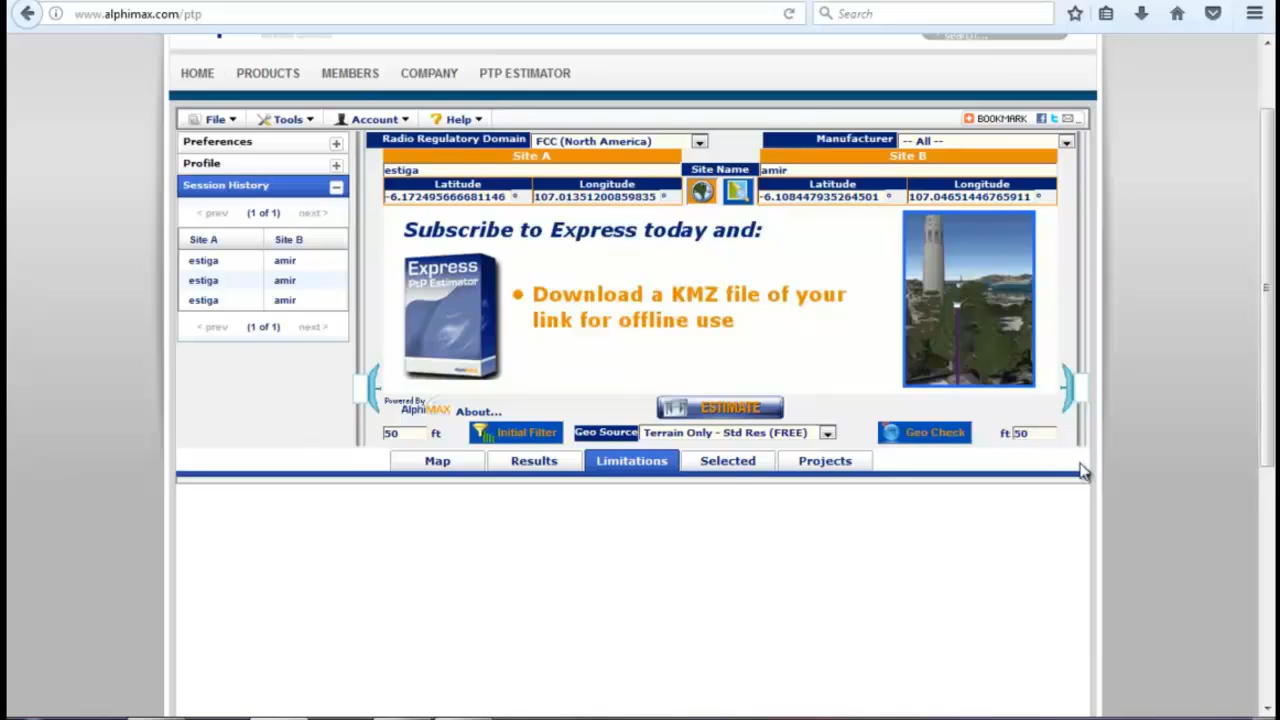 www.alphimax.com/ptp
Search
search...
HOME PRODUCTS MEMBERS COMPANY PTP ESTIMATOR
File Tools Account Help BOOKMARK
Preferences
Profile
Session History
< prev (1 of 1) next >
Site A Site B
estiga amir
estiga amir
estiga amir
< prev (1 of 1) next >
Radio Regulatory Domain FCC (North America) Manufacturer -- All --
Site A Site B
estiga Site Name amir
Latitude Longitude Latitude Longitude
-6.172495666681146 ° 107.01351200859835 ° -6.108447935264501 ° 107.04651446765911 °
Subscribe to Express today and:
Express
PtP Estimator
• Download a KMZ file of your
link for offline use
Powered By
AlphiMAX About...
ESTIMATE
50 ft Initial Filter Geo Source Terrain Only - Std Res (FREE) Geo Check ft 50
Map Results Limitations Selected Projects